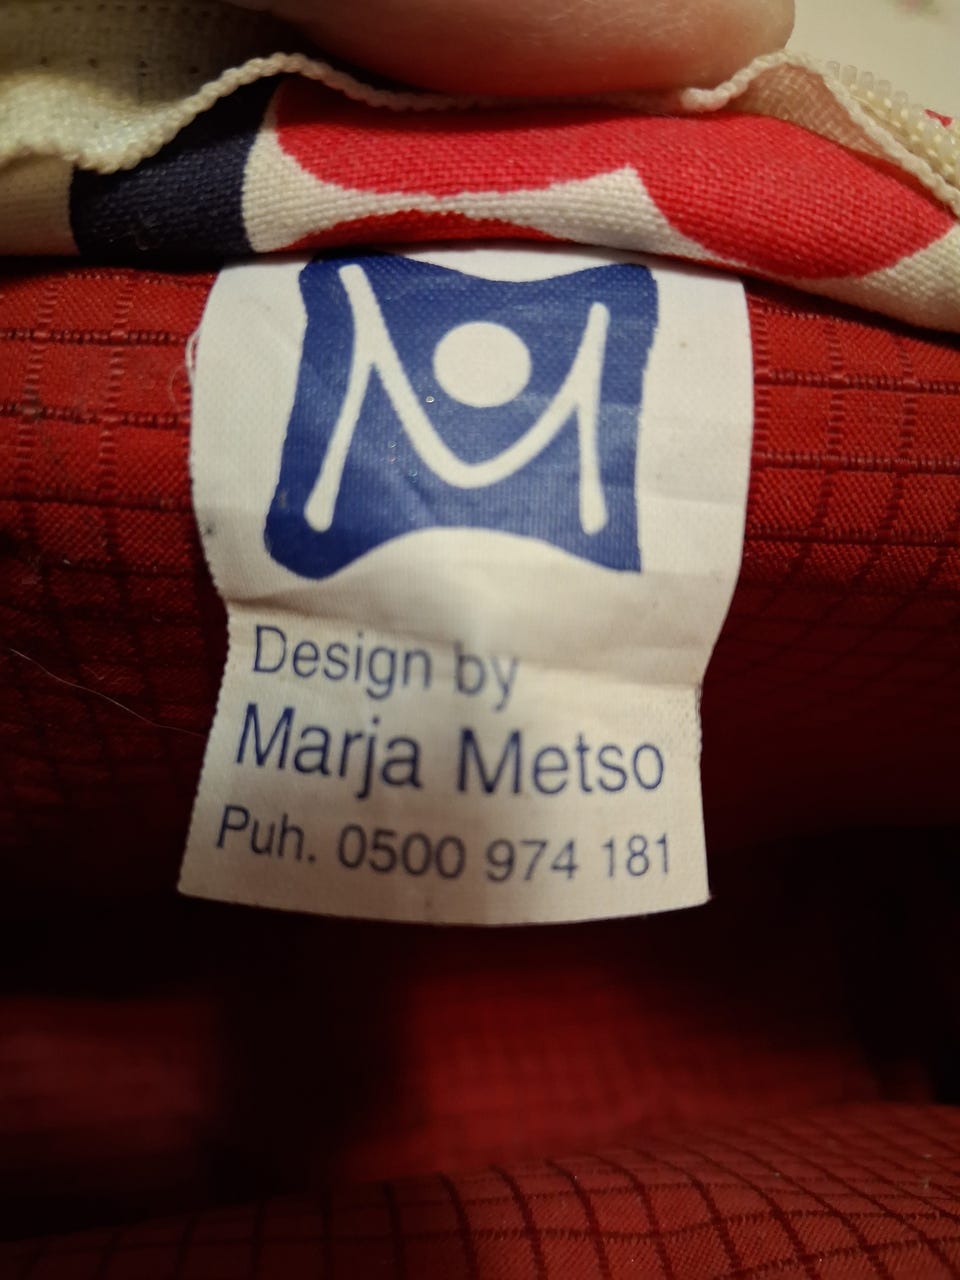 Design by
Marja Metso
Puh. 0500 974 181